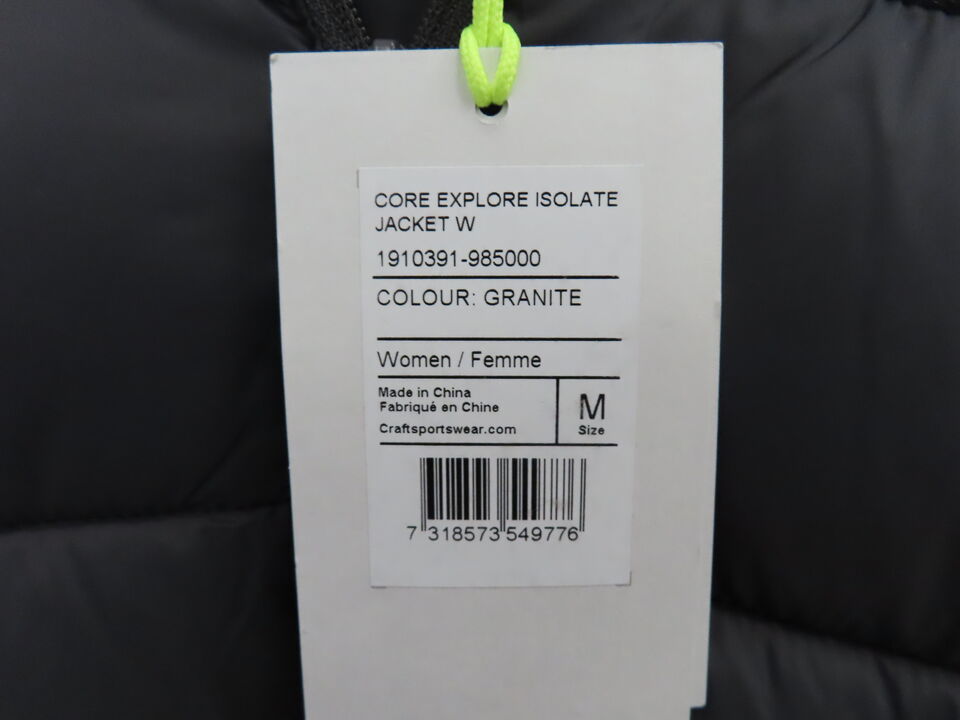 CORE EXPLORE ISOLATE
JACKET W
1910391-985000
COLOUR: GRANITE
Women / Femme
Made in China
Fabriqué en Chine
Craftsportswear.com
M
Size
7 318573 549776